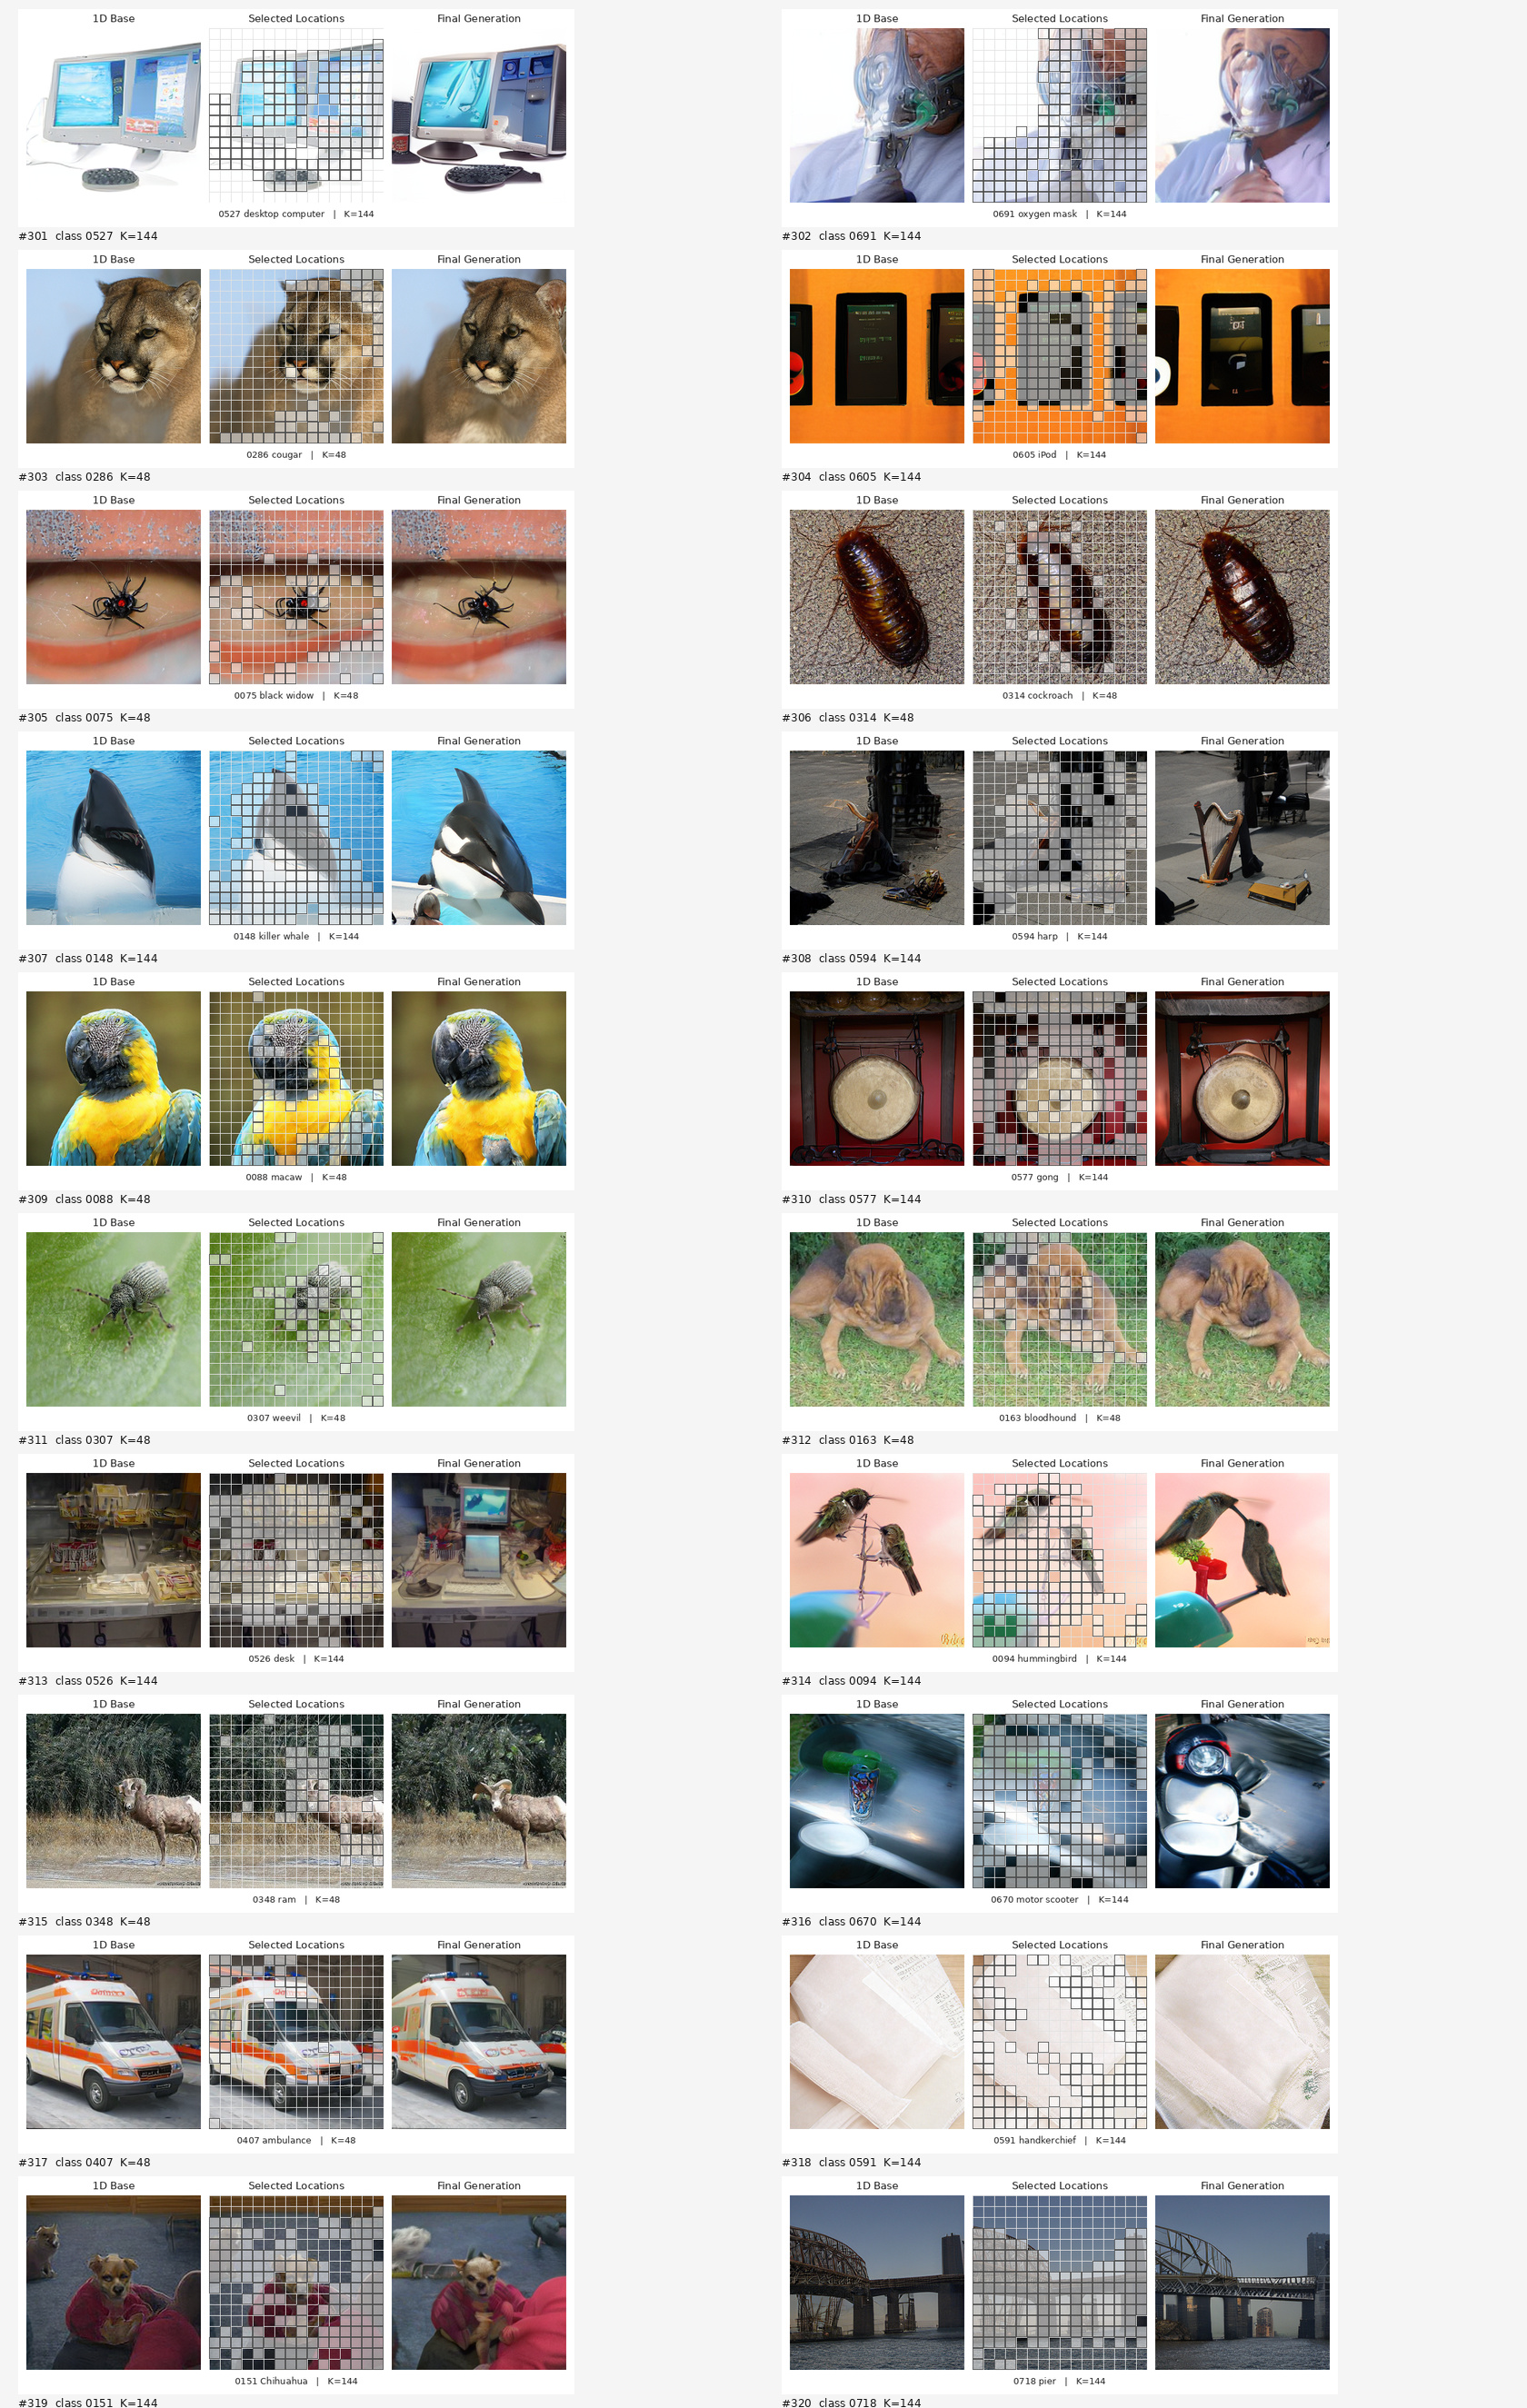 1D Base Selected Locations Final Generation
0527 desktop computer | K=144
#301 class 0527 K=144
1D Base Selected Locations Final Generation
0691 oxygen mask | K=144
#302 class 0691 K=144
1D Base Selected Locations Final Generation
0286 cougar | K=48
#303 class 0286 K=48
1D Base Selected Locations Final Generation
0605 iPod | K=144
#304 class 0605 K=144
1D Base Selected Locations Final Generation
0075 black widow | K=48
#305 class 0075 K=48
1D Base Selected Locations Final Generation
0314 cockroach | K=48
#306 class 0314 K=48
1D Base Selected Locations Final Generation
0148 killer whale | K=144
#307 class 0148 K=144
1D Base Selected Locations Final Generation
0594 harp | K=144
#308 class 0594 K=144
1D Base Selected Locations Final Generation
0088 macaw | K=48
#309 class 0088 K=48
1D Base Selected Locations Final Generation
0577 gong | K=144
#310 class 0577 K=144
1D Base Selected Locations Final Generation
0307 weevil | K=48
#311 class 0307 K=48
1D Base Selected Locations Final Generation
0163 bloodhound | K=48
#312 class 0163 K=48
1D Base Selected Locations Final Generation
0526 desk | K=144
#313 class 0526 K=144
1D Base Selected Locations Final Generation
0094 hummingbird | K=144
#314 class 0094 K=144
1D Base Selected Locations Final Generation
0348 ram | K=48
#315 class 0348 K=48
1D Base Selected Locations Final Generation
0670 motor scooter | K=144
#316 class 0670 K=144
1D Base Selected Locations Final Generation
0407 ambulance | K=48
#317 class 0407 K=48
1D Base Selected Locations Final Generation
0591 handkerchief | K=144
#318 class 0591 K=144
1D Base Selected Locations Final Generation
0151 Chihuahua | K=144
#319 class 0151 K=144
1D Base Selected Locations Final Generation
0718 pier | K=144
#320 class 0718 K=144